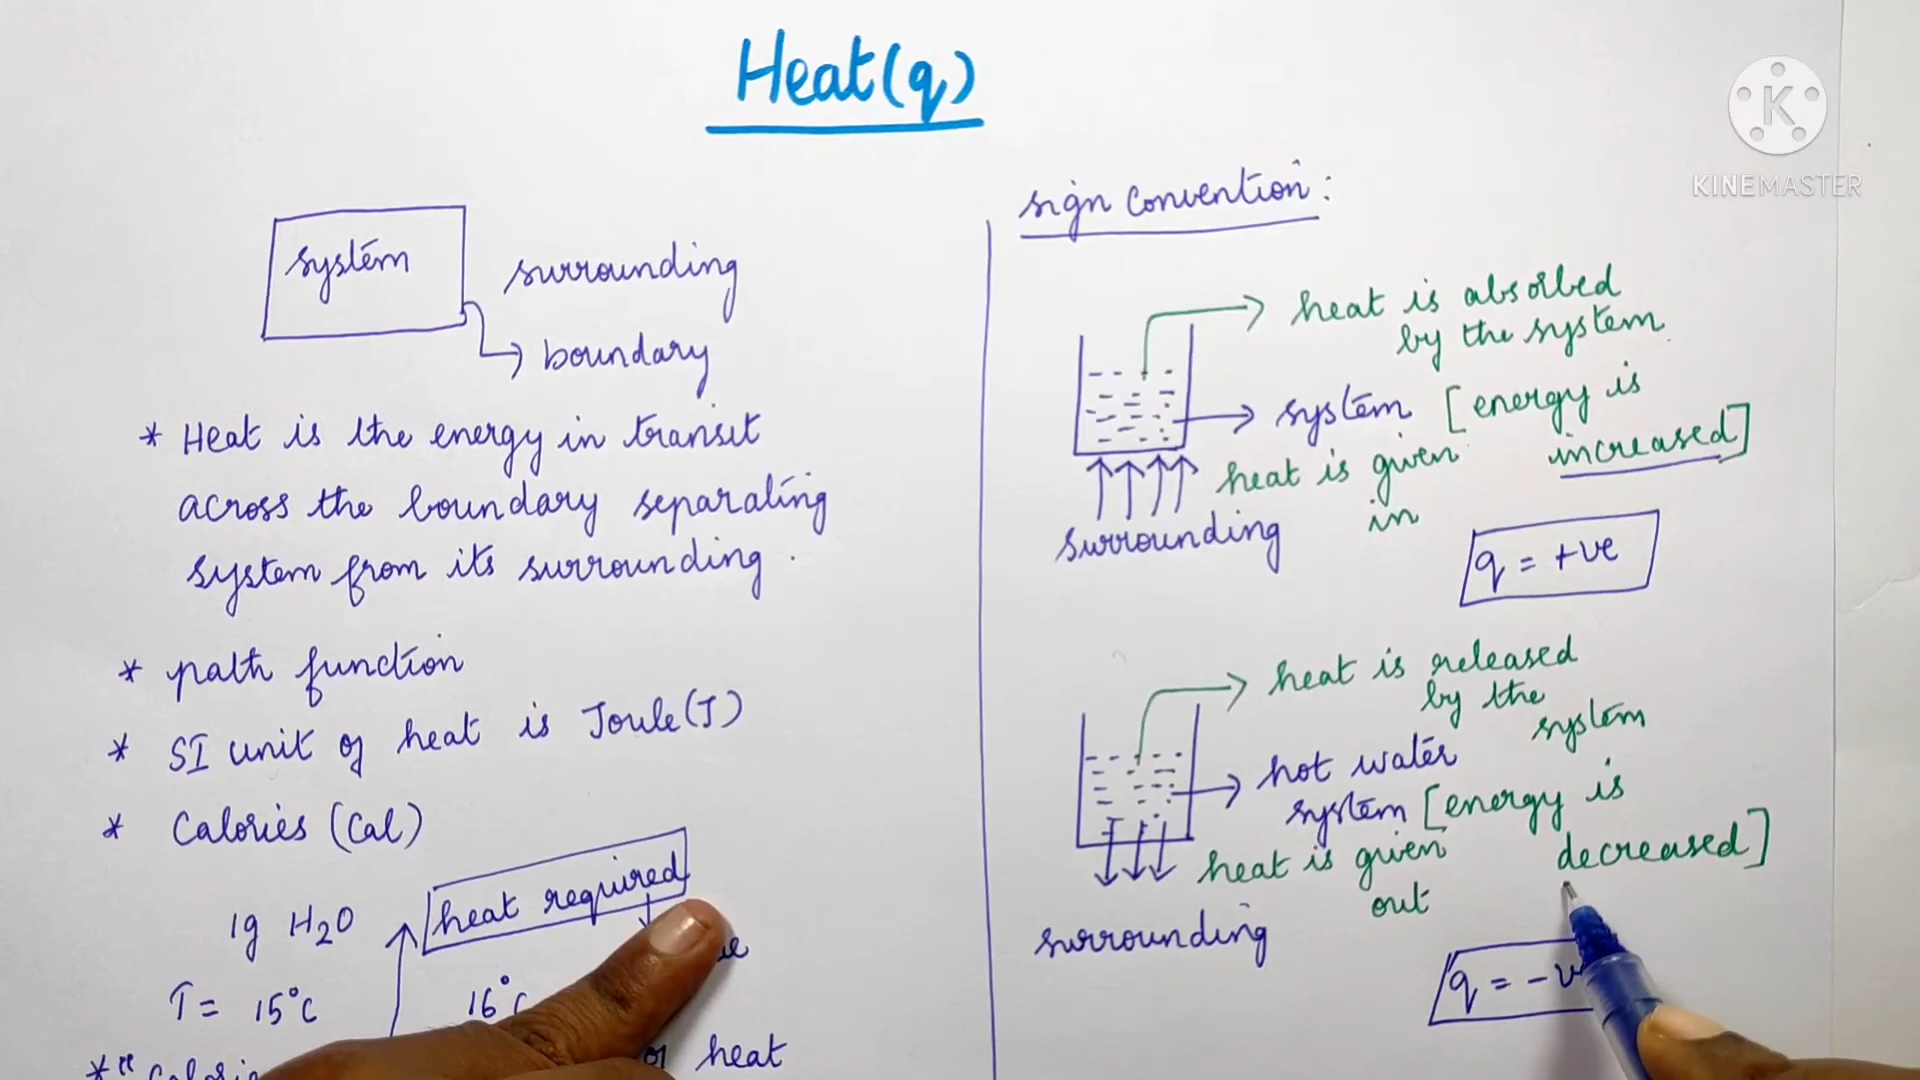 Heat (q)
KINEMASTER
system
surrounding
boundary
* Heat is the energy in transit
across the boundary separating
system from its surrounding.
* path function
* SI unit of heat is Joule (J)
* Calories (Cal)
1g H2O
heat required
T = 15°C
16°C
heat
sign convention:
heat is absorbed
by the system
system [energy is
increased]
heat is given
in
surrounding
q = +ve
heat is released
by the
system
hot water
system [energy is
decreased]
heat is given
out
surrounding
q = -